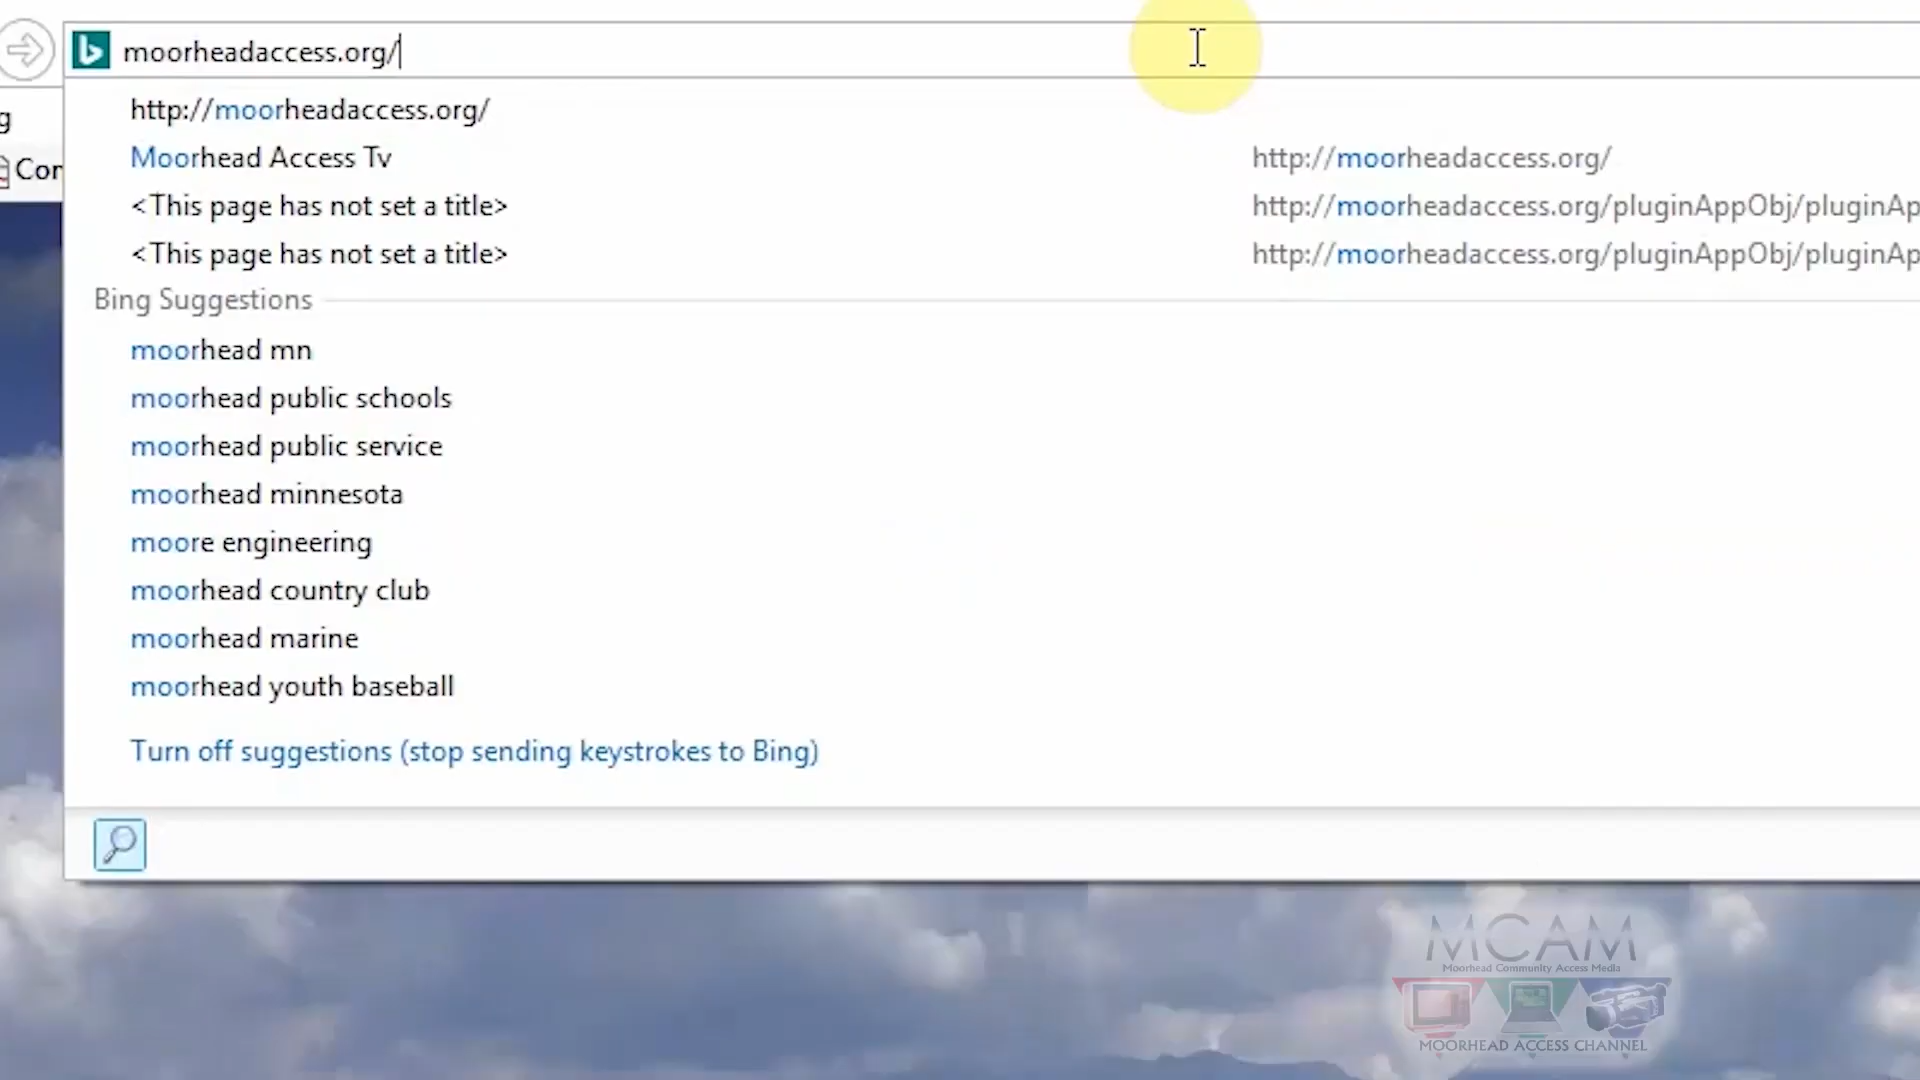 moorheadaccess.org/
http://moorheadaccess.org/
Moorhead Access Tv http://moorheadaccess.org/
<This page has not set a title> http://moorheadaccess.org/pluginAppObj/pluginAp
<This page has not set a title> http://moorheadaccess.org/pluginAppObj/pluginAp
g
Cor
Bing Suggestions
moorhead mn
moorhead public schools
moorhead public service
moorhead minnesota
moore engineering
moorhead country club
moorhead marine
moorhead youth baseball
Turn off suggestions (stop sending keystrokes to Bing)
MCAM
Moorhead Community Access Media
MOORHEAD ACCESS CHANNEL